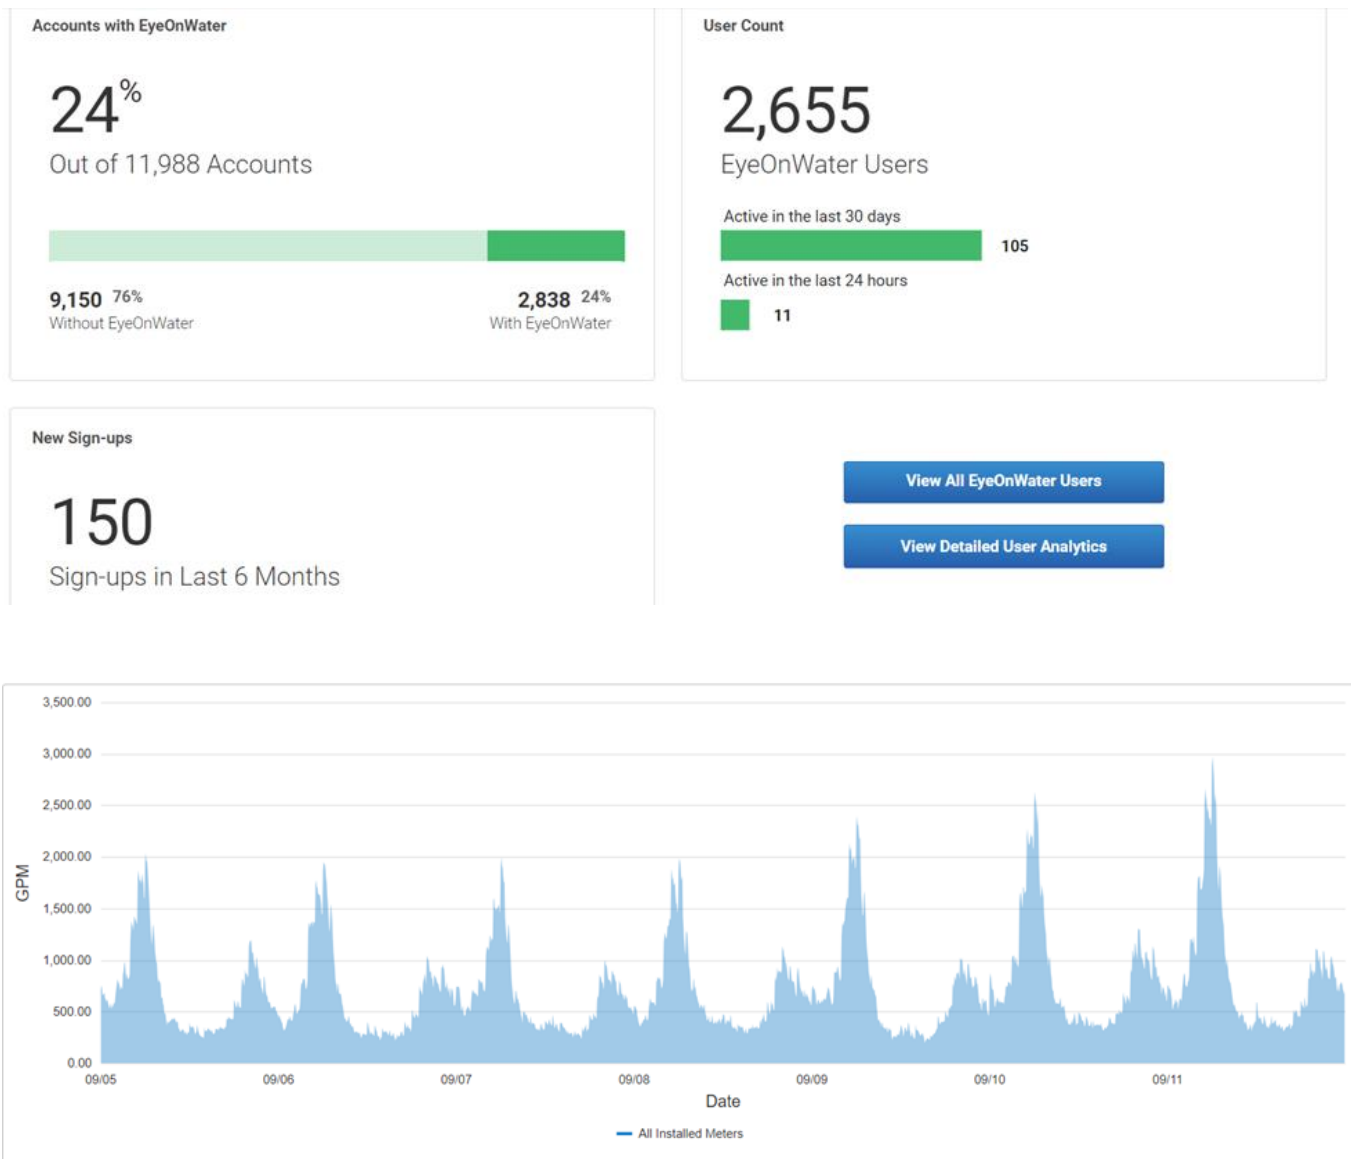 Accounts with EyeOnWater
24%
Out of 11,988 Accounts
9,150 76%
Without EyeOnWater
2,838 24%
With EyeOnWater
User Count
2,655
EyeOnWater Users
Active in the last 30 days
105
Active in the last 24 hours
11
New Sign-ups
150
Sign-ups in Last 6 Months
View All EyeOnWater Users
View Detailed User Analytics
3,500.00
3,000.00
2,500.00
2,000.00
1,500.00
1,000.00
500.00
0.00
GPM
09/05 09/06 09/07 09/08 09/09 09/10 09/11
Date
All Installed Meters